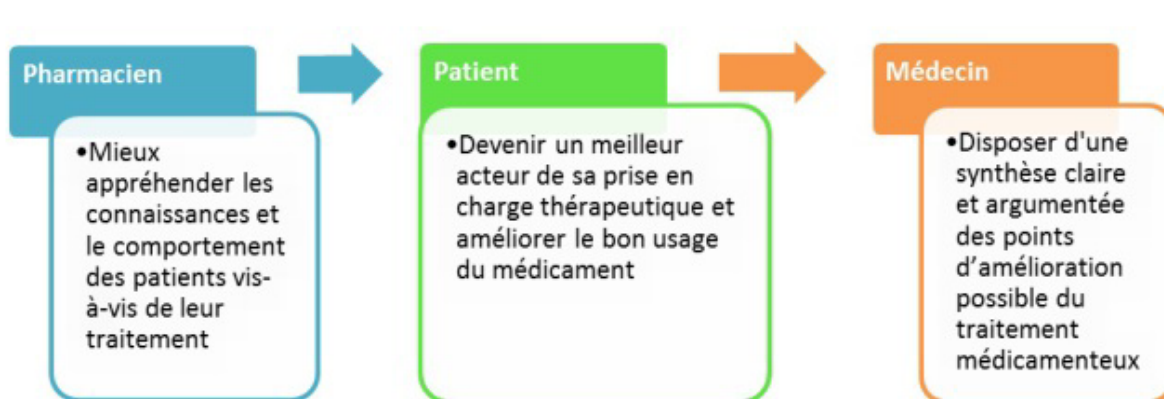 Pharmacien
•Mieux
appréhender les
connaissances et
le comportement
des patients vis-
à-vis de leur
traitement
Patient
•Devenir un meilleur
acteur de sa prise en
charge thérapeutique et
améliorer le bon usage
du médicament
Médecin
•Disposer d'une
synthèse claire
et argumentée
des points
d’amélioration
possible du
traitement
médicamenteux